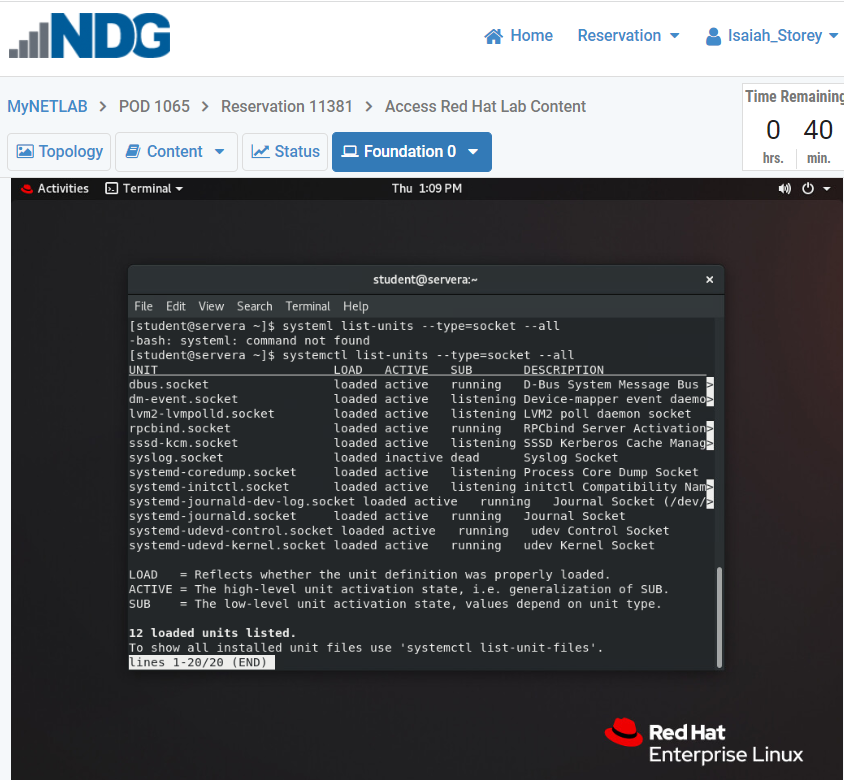 NDG
Home Reservation Isaiah_Storey
MyNETLAB > POD 1065 > Reservation 11381 > Access Red Hat Lab Content
Time Remaining
0 40
hrs. min.
Topology Content Status Foundation 0
Activities Terminal Thu 1:09 PM
student@servera:~ ×
File Edit View Search Terminal Help
[student@servera ~]$ systeml list-units --type=socket --all
-bash: systeml: command not found
[student@servera ~]$ systemctl list-units --type=socket --all
UNIT LOAD ACTIVE SUB DESCRIPTION
dbus.socket loaded active running D-Bus System Message Bus >
dm-event.socket loaded active listening Device-mapper event daemo>
lvm2-lvmpolld.socket loaded active listening LVM2 poll daemon socket
rpcbind.socket loaded active running RPCbind Server Activation>
sssd-kcm.socket loaded active listening SSSD Kerberos Cache Manag>
syslog.socket loaded inactive dead Syslog Socket
systemd-coredump.socket loaded active listening Process Core Dump Socket
systemd-initctl.socket loaded active listening initctl Compatibility Nam>
systemd-journald-dev-log.socket loaded active running Journal Socket (/dev/>
systemd-journald.socket loaded active running Journal Socket
systemd-udevd-control.socket loaded active running udev Control Socket
systemd-udevd-kernel.socket loaded active running udev Kernel Socket
LOAD = Reflects whether the unit definition was properly loaded.
ACTIVE = The high-level unit activation state, i.e. generalization of SUB.
SUB = The low-level unit activation state, values depend on unit type.
12 loaded units listed.
To show all installed unit files use 'systemctl list-unit-files'.
lines 1-20/20 (END)
Red Hat
Enterprise Linux